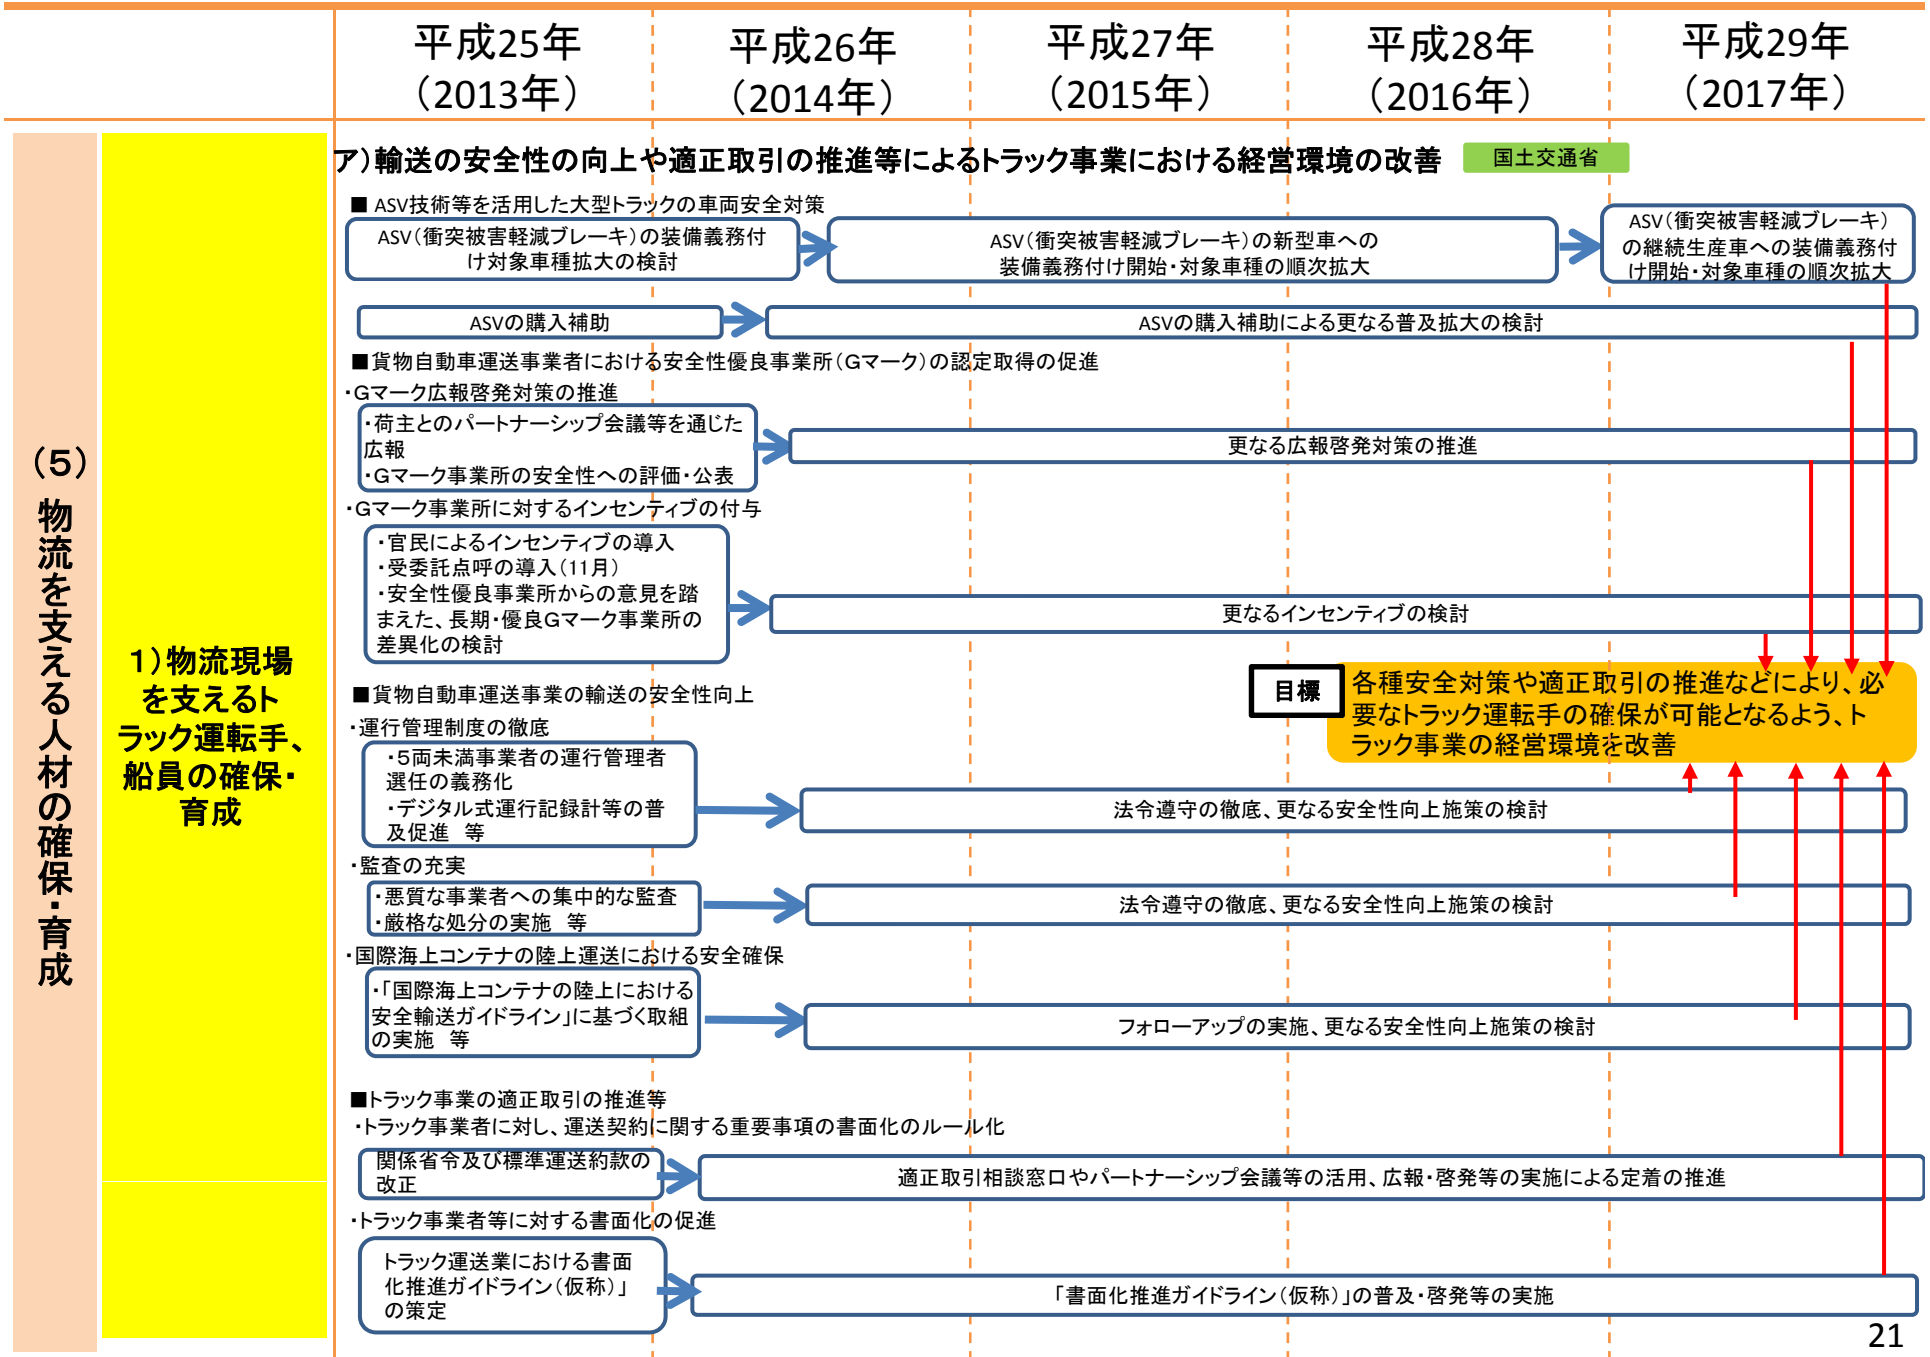 平成25年
（2013年）
平成26年
（2014年）
平成27年
（2015年）
平成28年
（2016年）
平成29年
（2017年）
（5）物流を支える人材の確保・育成
1）物流現場
を支えるト
ラック運転手、
船員の確保・
育成
ア）輸送の安全性の向上や適正取引の推進等によるトラック事業における経営環境の改善
国土交通省
■ ASV技術等を活用した大型トラックの車両安全対策
ASV（衝突被害軽減ブレーキ）の装備義務付
け対象車種拡大の検討
ASV（衝突被害軽減ブレーキ）の新型車への
装備義務付け開始・対象車種の順次拡大
ASV（衝突被害軽減ブレーキ）
の継続生産車への装備義務付
け開始・対象車種の順次拡大
ASVの購入補助
ASVの購入補助による更なる普及拡大の検討
■貨物自動車運送事業者における安全性優良事業所（Gマーク）の認定取得の促進
・Gマーク広報啓発対策の推進
・荷主とのパートナーシップ会議等を通じた
広報
・Gマーク事業所の安全性への評価・公表
更なる広報啓発対策の推進
・Gマーク事業所に対するインセンティブの付与
・官民によるインセンティブの導入
・受委託点呼の導入（11月）
・安全性優良事業所からの意見を踏
まえた、長期・優良Gマーク事業所の
差異化の検討
更なるインセンティブの検討
目標
各種安全対策や適正取引の推進などにより、必
要なトラック運転手の確保が可能となるよう、ト
ラック事業の経営環境を改善
■貨物自動車運送事業の輸送の安全性向上
・運行管理制度の徹底
・5両未満事業者の運行管理者
選任の義務化
・デジタル式運行記録計等の普
及促進　等
法令遵守の徹底、更なる安全性向上施策の検討
・監査の充実
・悪質な事業者への集中的な監査
・厳格な処分の実施　等
法令遵守の徹底、更なる安全性向上施策の検討
・国際海上コンテナの陸上運送における安全確保
・「国際海上コンテナの陸上における
安全輸送ガイドライン」に基づく取組
の実施　等
フォローアップの実施、更なる安全性向上施策の検討
■トラック事業の適正取引の推進等
・トラック事業者に対し、運送契約に関する重要事項の書面化のルール化
関係省令及び標準運送約款の
改正
適正取引相談窓口やパートナーシップ会議等の活用、広報・啓発等の実施による定着の推進
・トラック事業者等に対する書面化の促進
トラック運送業における書面
化推進ガイドライン（仮称）」
の策定
「書面化推進ガイドライン（仮称）」の普及・啓発等の実施
21